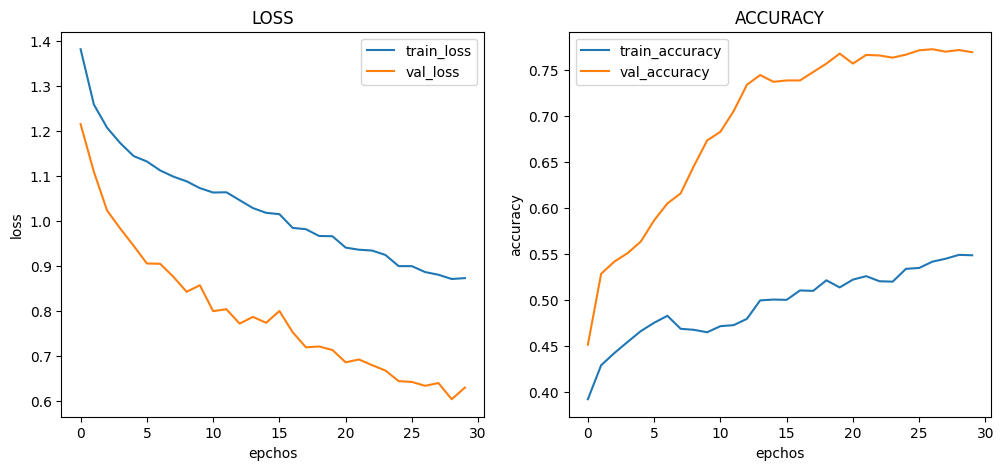 LOSS
1.4
1.3
1.2
1.1
1.0
0.9
0.8
0.7
0.6
loss
train_loss
val_loss
0 5 10 15 20 25 30
epchos
ACCURACY
0.75
0.70
0.65
0.60
0.55
0.50
0.45
0.40
accuracy
train_accuracy
val_accuracy
0 5 10 15 20 25 30
epchos